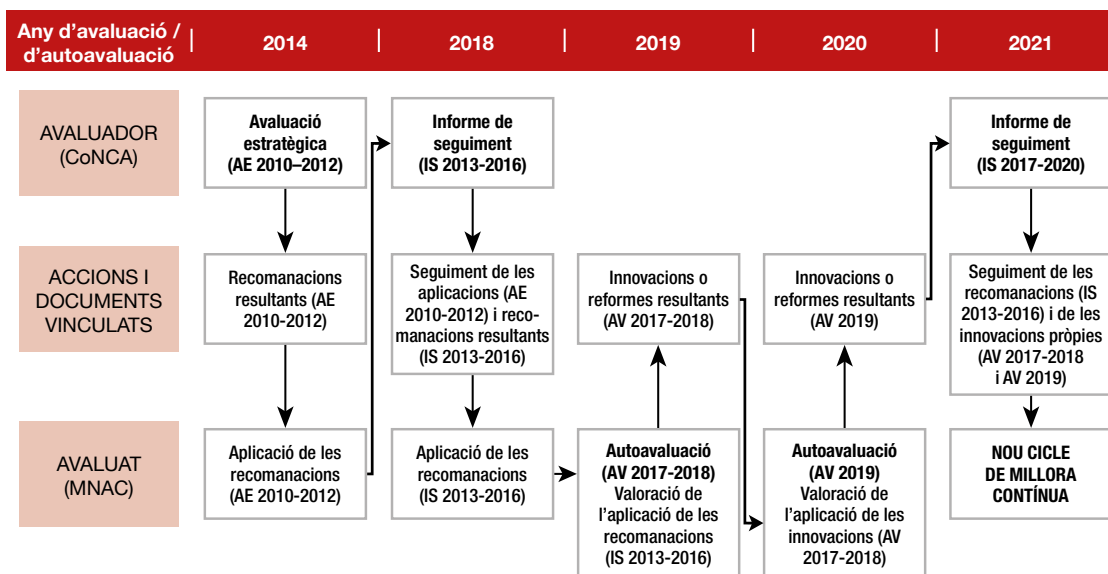 Any d'avaluació /
d'autoavaluació | 2014 | 2018 | 2019 | 2020 | 2021
AVALUADOR
(CoNCA)
Avaluació
estratègica
(AE 2010–2012)
Informe de
seguiment
(IS 2013-2016)
Informe de
seguiment
(IS 2017-2020)
ACCIONS I
DOCUMENTS
VINCULATS
Recomanacions
resultants (AE
2010-2012)
Seguiment de les
aplicacions (AE
2010-2012) i reco-
manacions resultants
(IS 2013-2016)
Innovacions o
reformes resultants
(AV 2017-2018)
Innovacions o
reformes resultants
(AV 2019)
Seguiment de les
recomanacions (IS
2013-2016) i de les
innovacions pròpies
(AV 2017-2018
i AV 2019)
AVALUAT
(MNAC)
Aplicació de les
recomanacions
(AE 2010-2012)
Aplicació de les
recomanacions
(IS 2013-2016)
Autoavaluació
(AV 2017-2018)
Valoració de
l'aplicació de les
recomanacions
(IS 2013-2016)
Autoavaluació
(AV 2019)
Valoració de
l'aplicació de les
innovacions (AV
2017-2018)
NOU CICLE
DE MILLORA
CONTÍNUA